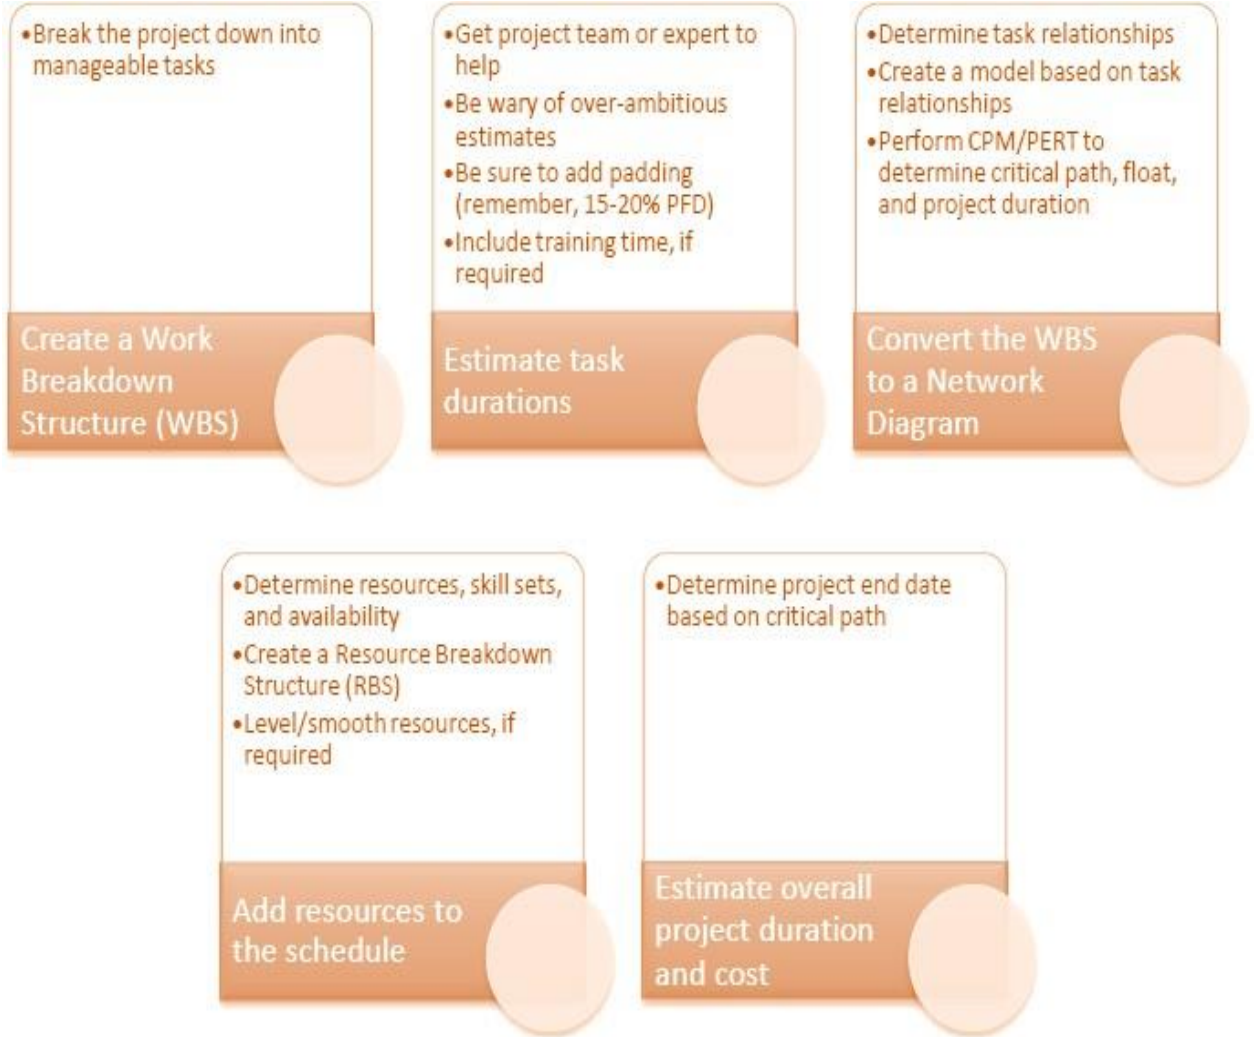 •Break the project down into
manageable tasks
Create a Work
Breakdown
Structure (WBS)
•Get project team or expert to
help
•Be wary of over-ambitious
estimates
•Be sure to add padding
(remember, 15-20% PFD)
•Include training time, if
required
Estimate task
durations
•Determine task relationships
•Create a model based on task
relationships
•Perform CPM/PERT to
determine critical path, float,
and project duration
Convert the WBS
to a Network
Diagram
•Determine resources, skill sets,
and availability
•Create a Resource Breakdown
Structure (RBS)
•Level/smooth resources, if
required
Add resources to
the schedule
•Determine project end date
based on critical path
Estimate overall
project duration
and cost